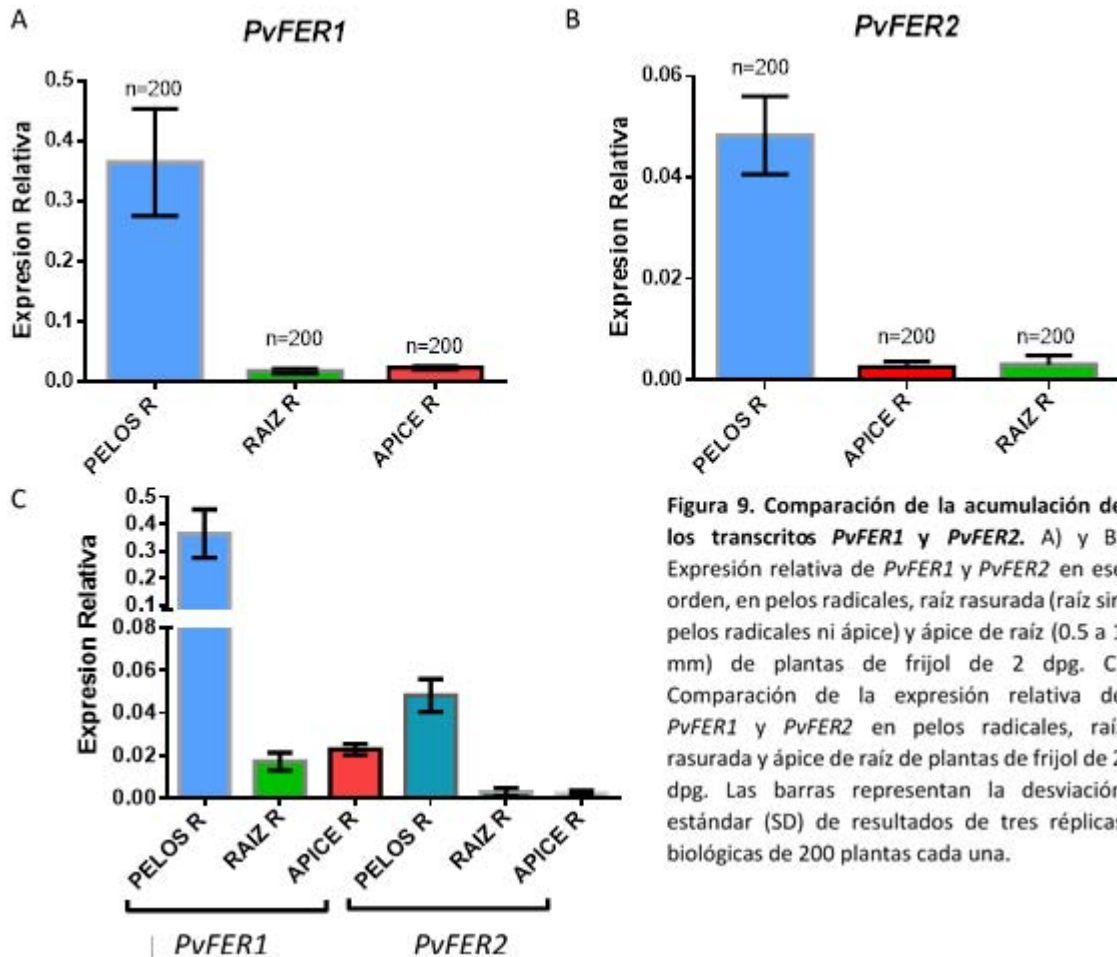 A
PvFER1
Expresion Relativa
0.5
0.4
0.3
0.2
0.1
0.0
n=200
n=200
n=200
PELOS R
RAIZ R
APICE R
B
PvFER2
Expresion Relativa
0.06
0.04
0.02
0.00
n=200
n=200
n=200
PELOS R
APICE R
RAIZ R
C
Expresion Relativa
0.5
0.4
0.3
0.2
0.1
0.08
0.06
0.04
0.02
0.00
PELOS R
RAIZ R
APICE R
PELOS R
RAIZ R
APICE R
PvFER1
PvFER2
Figura 9. Comparación de la acumulación de
los transcritos PvFER1 y PvFER2. A) y B
Expresión relativa de PvFER1 y PvFER2 en ese
orden, en pelos radicales, raíz rasurada (raíz sin
pelos radicales ni ápice) y ápice de raíz (0.5 a 1
mm) de plantas de frijol de 2 dpg. C
Comparación de la expresión relativa de
PvFER1 y PvFER2 en pelos radicales, raíz
rasurada y ápice de raíz de plantas de frijol de 2
dpg. Las barras representan la desviación
estándar (SD) de resultados de tres réplicas
biológicas de 200 plantas cada una.